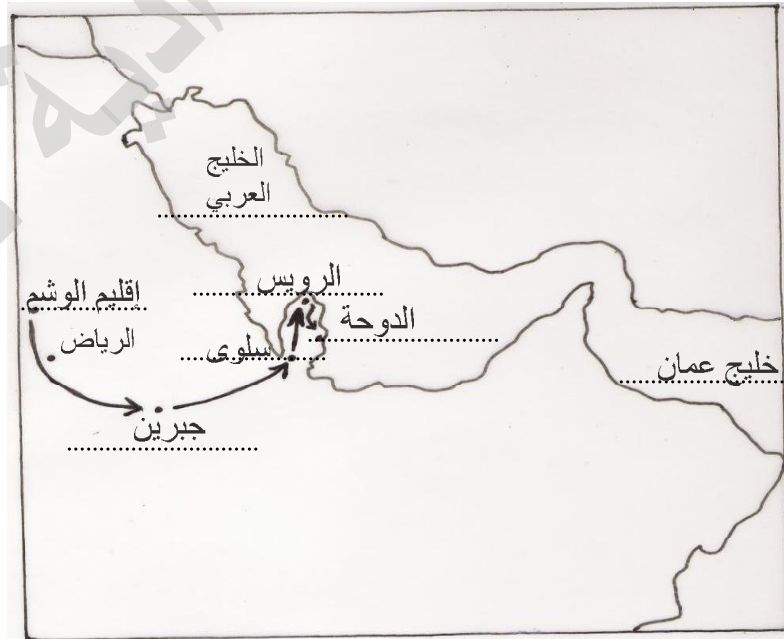 الخليج
العربي
الرويس
إقليم الوشم
الدوحة
الرياض
سلوى
خليج عمان
جبرين